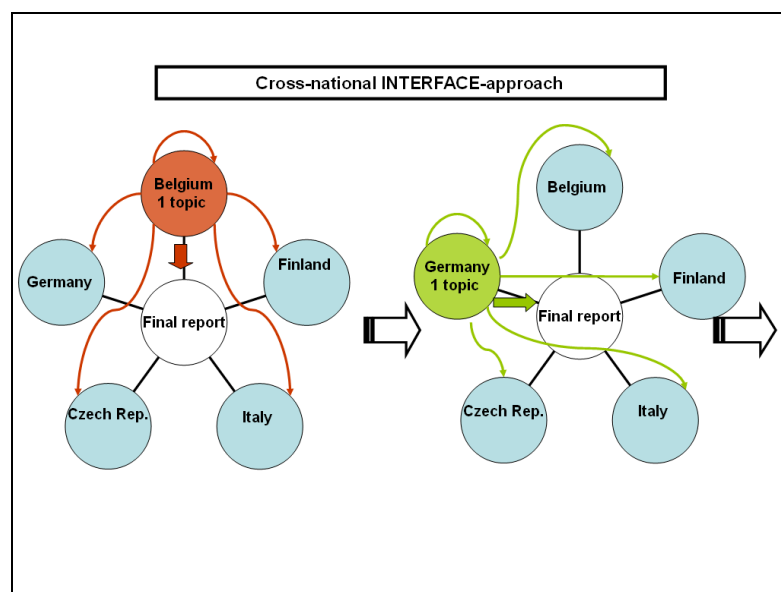 Cross-national INTERFACE-approach
Belgium
1 topic
Germany
Finland
Final report
Czech Rep.
Italy
Belgium
Germany
1 topic
Finland
Final report
Czech Rep.
Italy